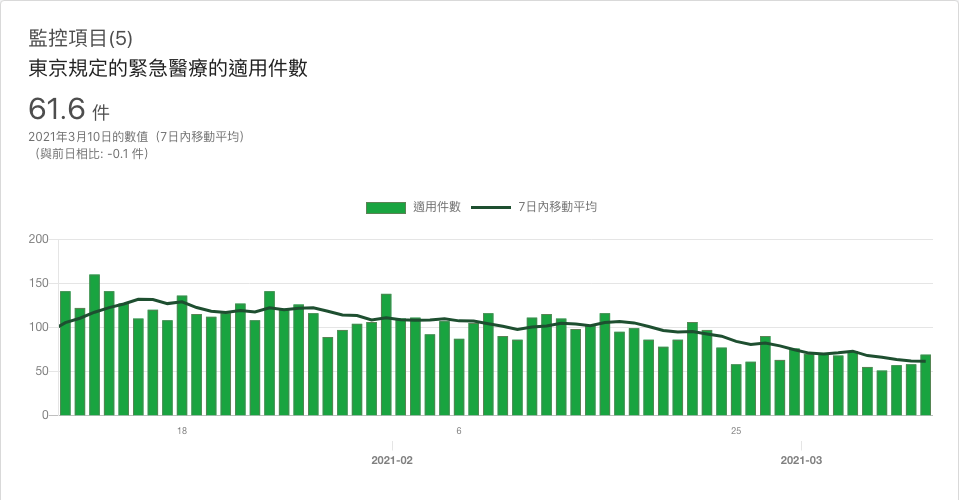 監控項目(5)
東京規定的緊急醫療的適用件數
61.6 件
2021年3月10日的數值（7日內移動平均）
（與前日相比: -0.1 件）
適用件數 7日內移動平均
200
150
100
50
0
18 6 25
2021-02 2021-03